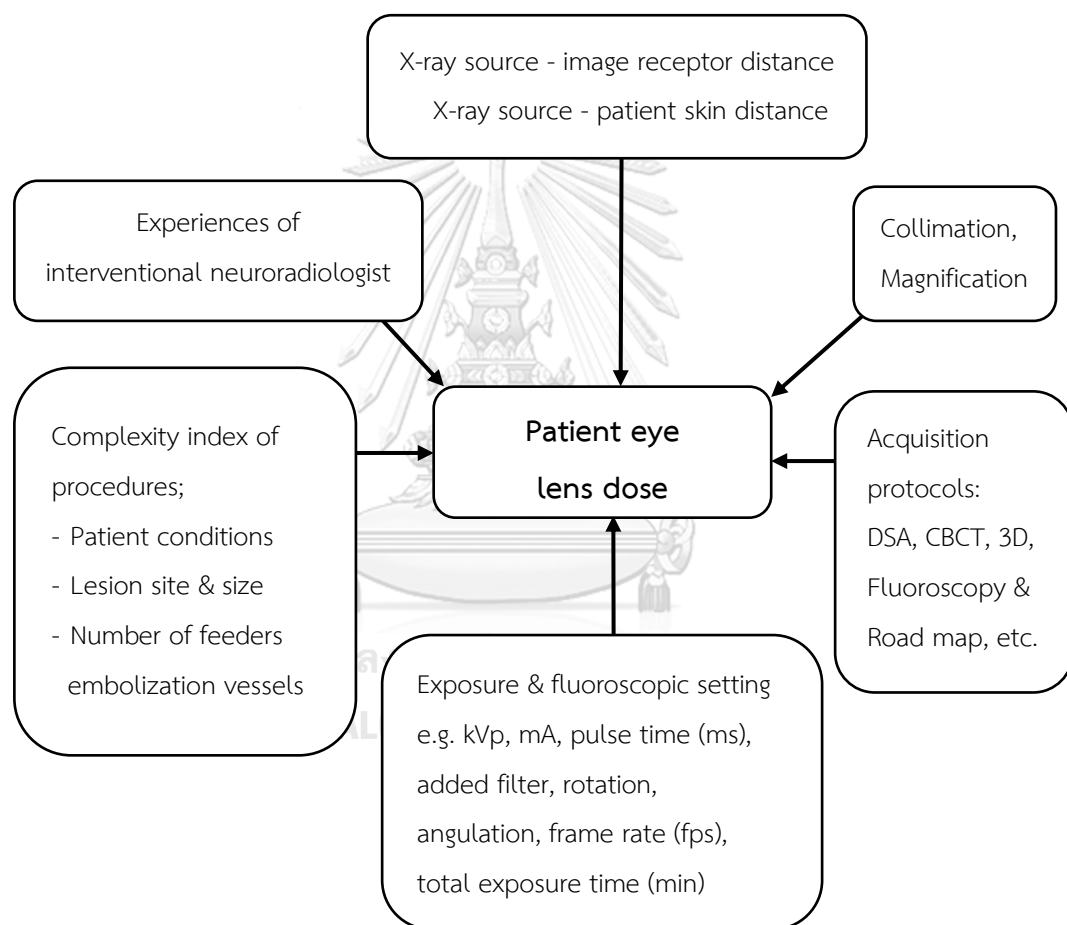 X-ray source - image receptor distance
X-ray source - patient skin distance
Experiences of
interventional neuroradiologist
Collimation,
Magnification
Patient eye
lens dose
Complexity index of
procedures;
- Patient conditions
- Lesion site & size
- Number of feeders
embolization vessels
Acquisition
protocols:
DSA, CBCT, 3D,
Fluoroscopy &
Road map, etc.
Exposure & fluoroscopic setting
e.g. kVp, mA, pulse time (ms),
added filter, rotation,
angulation, frame rate (fps),
total exposure time (min)